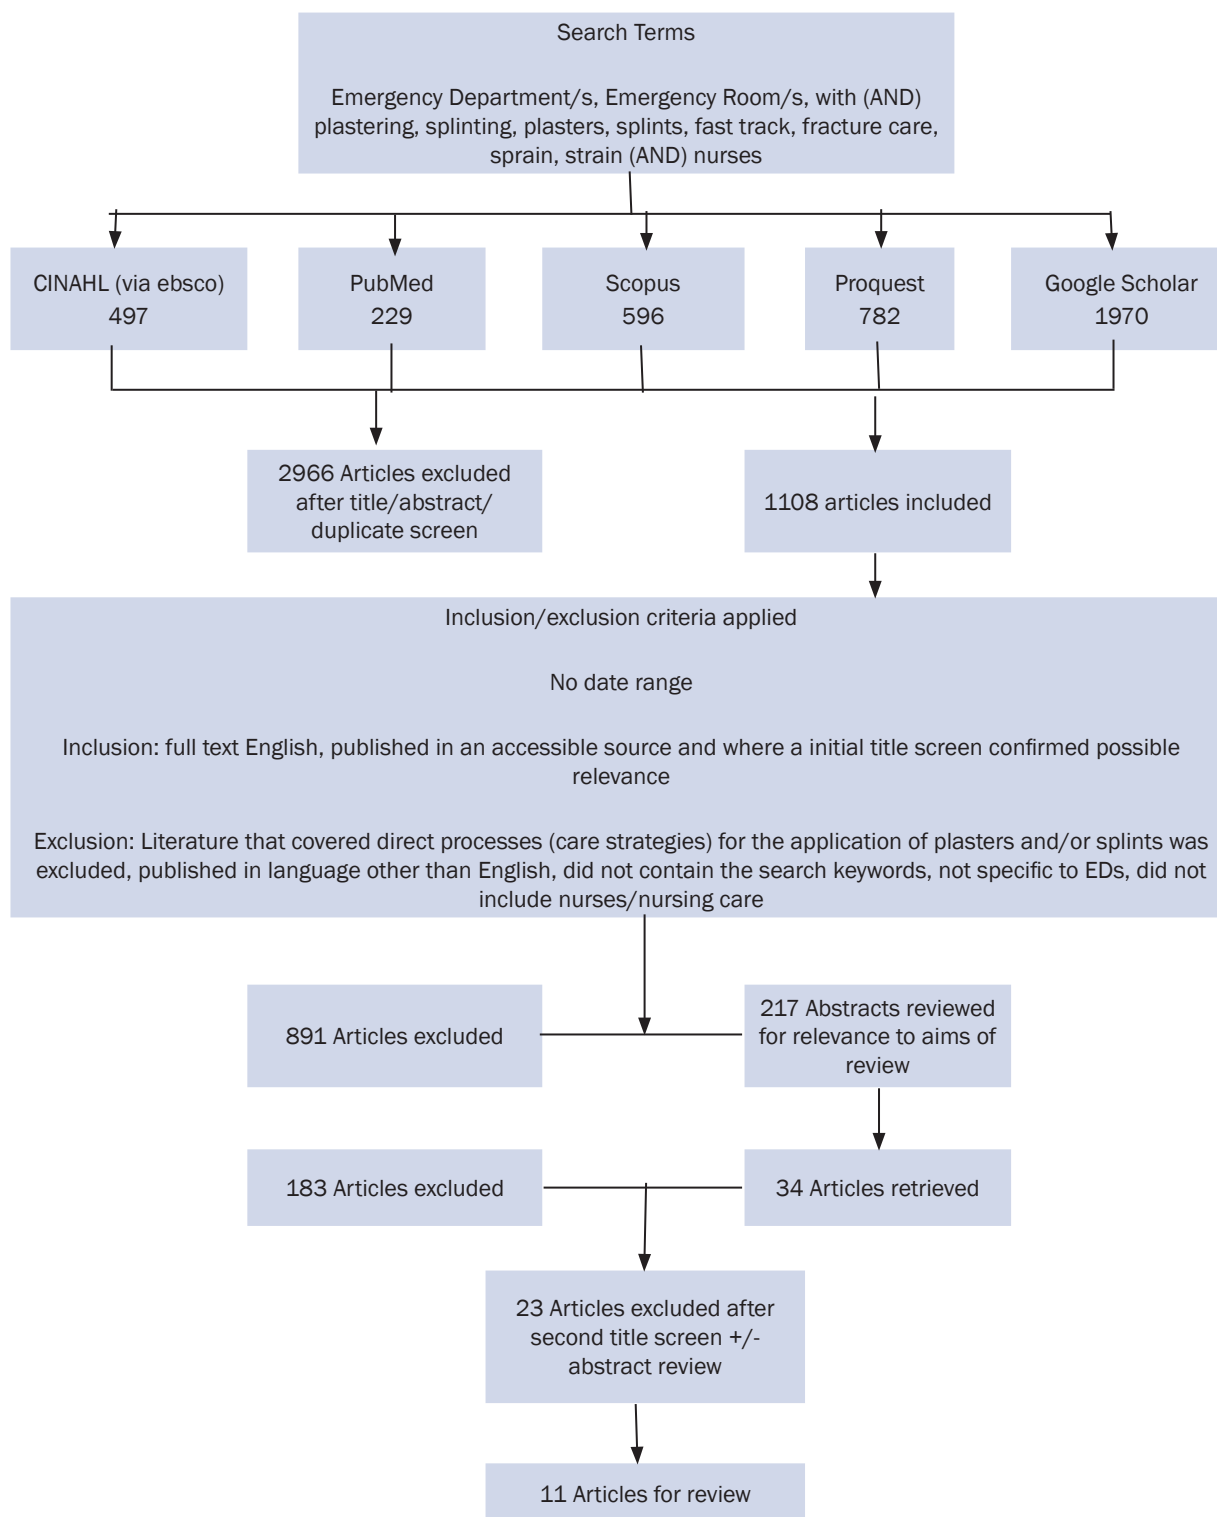 Search Terms
Emergency Department/s, Emergency Room/s, with (AND)
plastering, splinting, plasters, splints, fast track, fracture care,
sprain, strain (AND) nurses
CINAHL (via ebsco)
497
PubMed
229
Scopus
596
Proquest
782
Google Scholar
1970
2966 Articles excluded
after title/abstract/
duplicate screen
1108 articles included
Inclusion/exclusion criteria applied
No date range
Inclusion: full text English, published in an accessible source and where a initial title screen confirmed possible
relevance
Exclusion: Literature that covered direct processes (care strategies) for the application of plasters and/or splints was
excluded, published in language other than English, did not contain the search keywords, not specific to EDs, did not
include nurses/nursing care
891 Articles excluded
217 Abstracts reviewed
for relevance to aims of
review
183 Articles excluded
34 Articles retrieved
23 Articles excluded after
second title screen +/-
abstract review
11 Articles for review